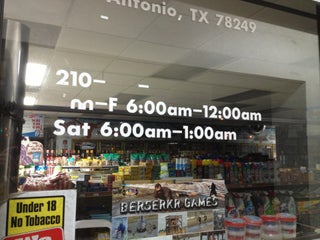 Antonio, TX 78249
210-   -
m-F 6:00am-12:00am
Sat 6:00am-1:00am
BERSERKR GAMES
Under 18
No Tobacco